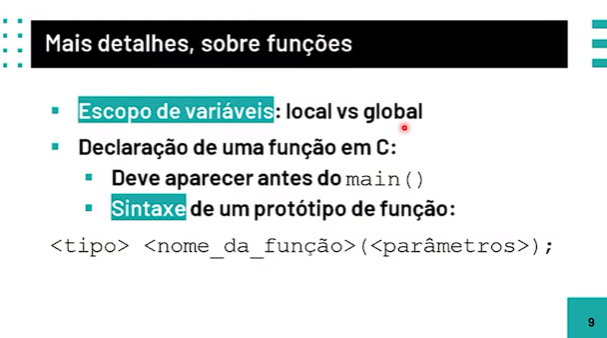 Mais detalhes, sobre funções
Escopo de variáveis: local vs global
Declaração de uma função em C:
Deve aparecer antes do main()
Sintaxe de um protótipo de função:
<tipo> <nome_da_função>(<parâmetros>);
9